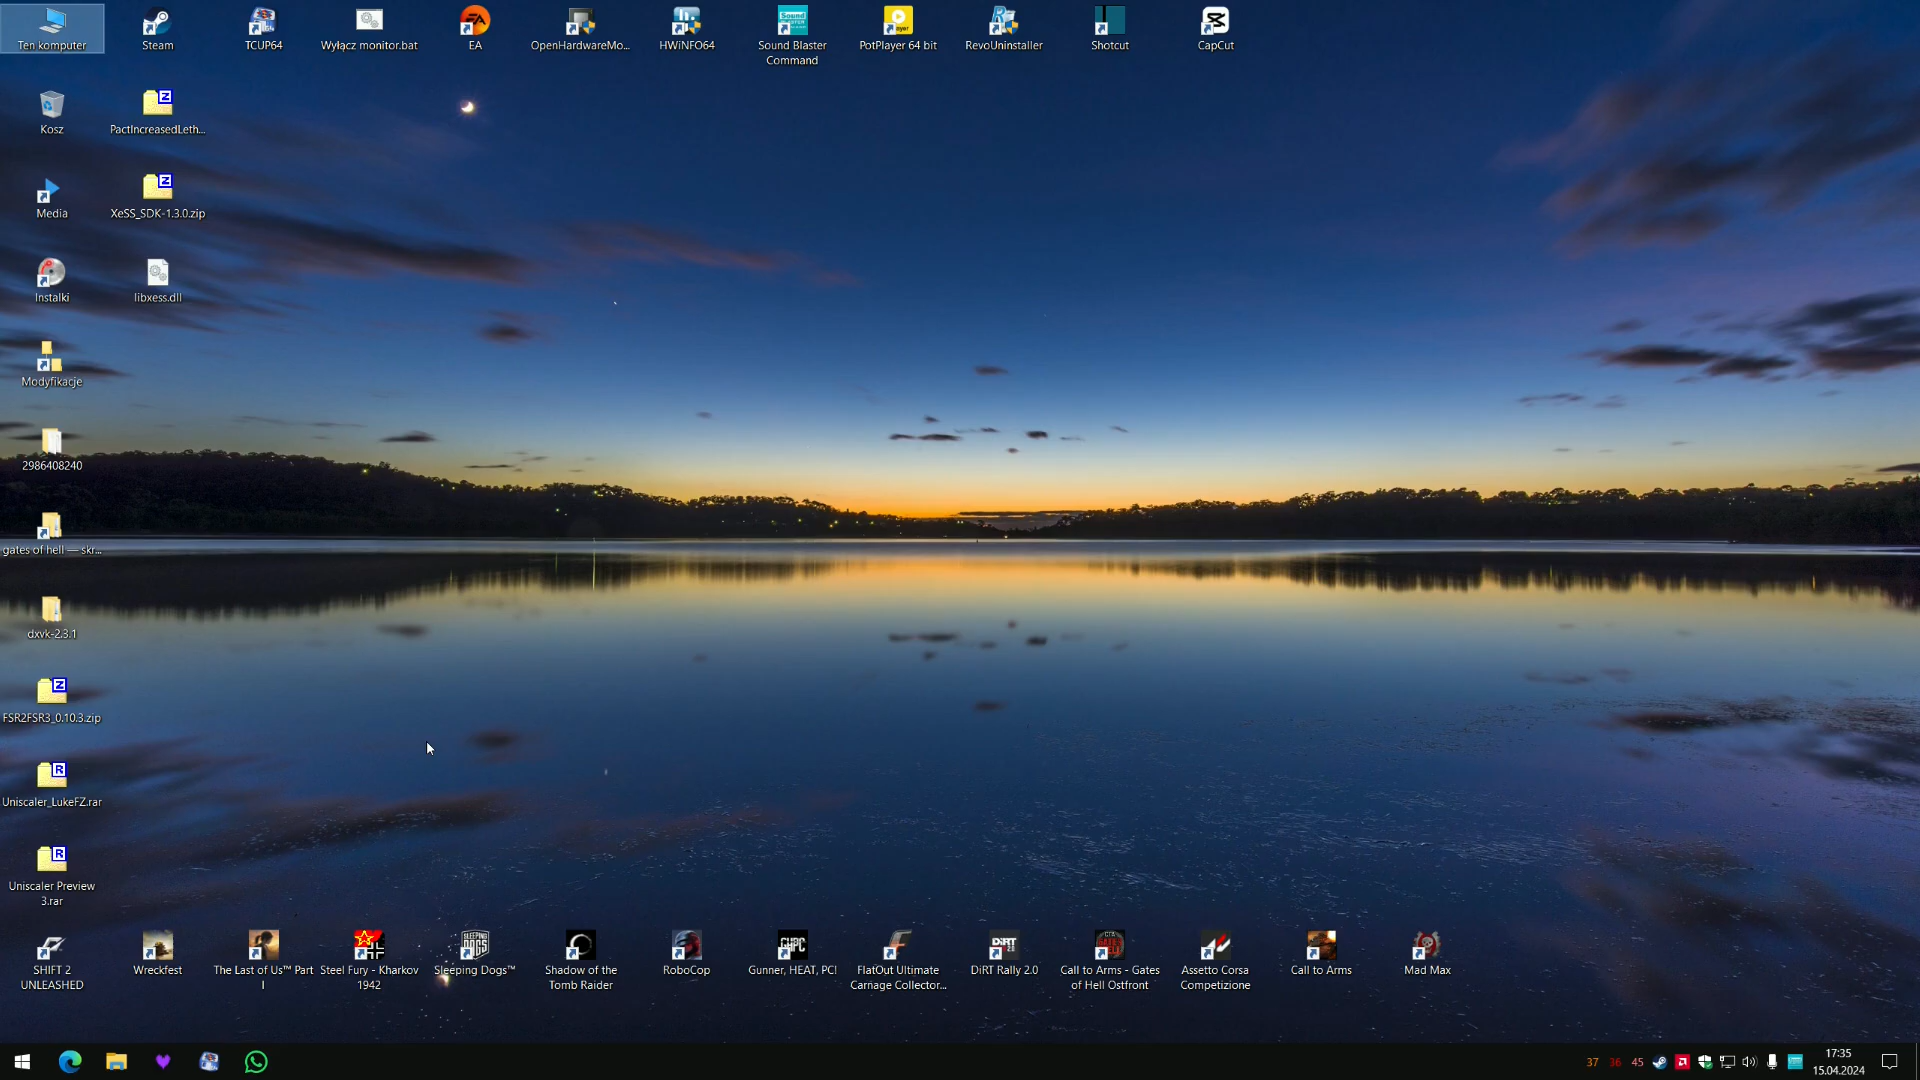 Ten komputer
Steam
TCUP64
Wyłącz monitor.bat
EA
OpenHardwareMo...
HWiNFO64
Sound Blaster
Command
PotPlayer 64 bit
RevoUninstaller
Shotcut
CapCut
Kosz
PactIncreasedLeth...
Media
XeSS_SDK-1.3.0.zip
Instalki
libxess.dll
Modyfikacje
2986408240
gates of hell — skr...
dxvk-2.3.1
FSR2FSR3_0.10.3.zip
Uniscaler_LukeFZ.rar
Uniscaler Preview
3.rar
SHIFT 2
UNLEASHED
Wreckfest
The Last of Us™ Part
I
Steel Fury - Kharkov
1942
Sleeping Dogs™
Shadow of the
Tomb Raider
RoboCop
Gunner, HEAT, PC!
FlatOut Ultimate
Carnage Collector...
DiRT Rally 2.0
Call to Arms - Gates
of Hell Ostfront
Assetto Corsa
Competizione
Call to Arms
Mad Max
37 36 45
17:35
15.04.2024